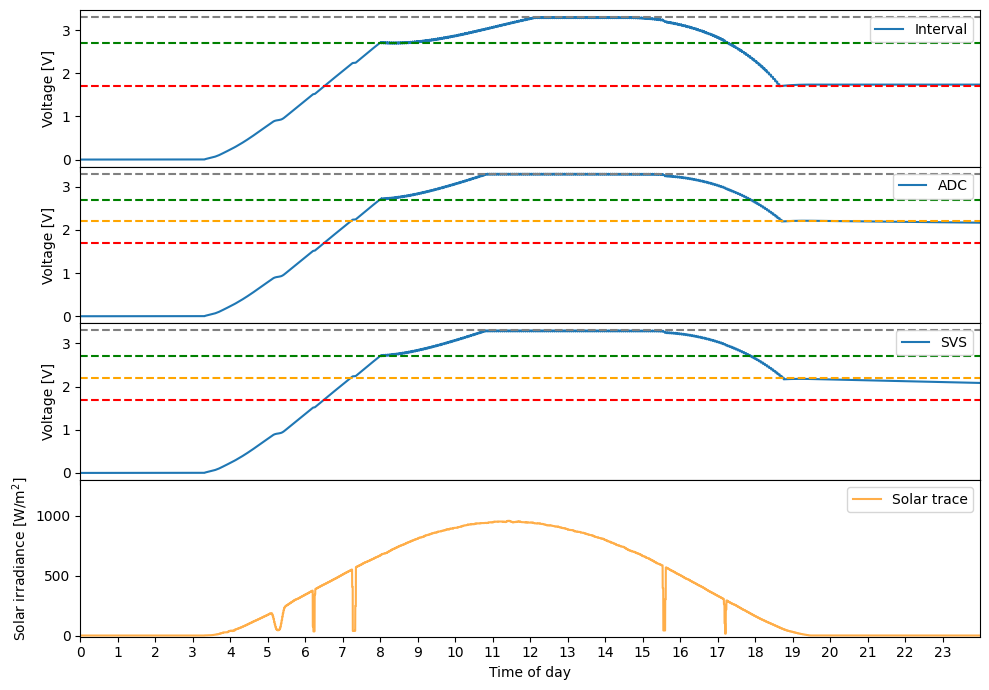 Voltage [V]
3
2
1
0
Interval
Voltage [V]
3
2
1
0
ADC
Voltage [V]
3
2
1
0
SVS
Solar irradiance [W/m²]
1000
500
0
Solar trace
0 1 2 3 4 5 6 7 8 9 10 11 12 13 14 15 16 17 18 19 20 21 22 23
Time of day